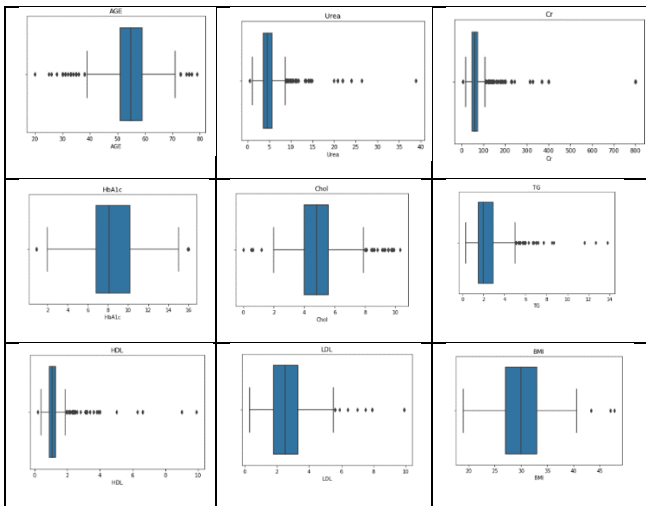 AGE
20 30 40 50 60 70 80
AGE
Urea
0 5 10 15 20 25 30 35 40
Urea
Cr
0 100 200 300 400 500 600 700 800
Cr
HbA1c
2 4 6 8 10 12 14 16
HbA1c
Chol
0 2 4 6 8 10
Chol
TG
0 2 4 6 8 10 12 14
TG
HDL
0 2 4 6 8 10
HDL
LDL
0 2 4 6 8 10
LDL
BMI
20 25 30 35 40 45
BMI